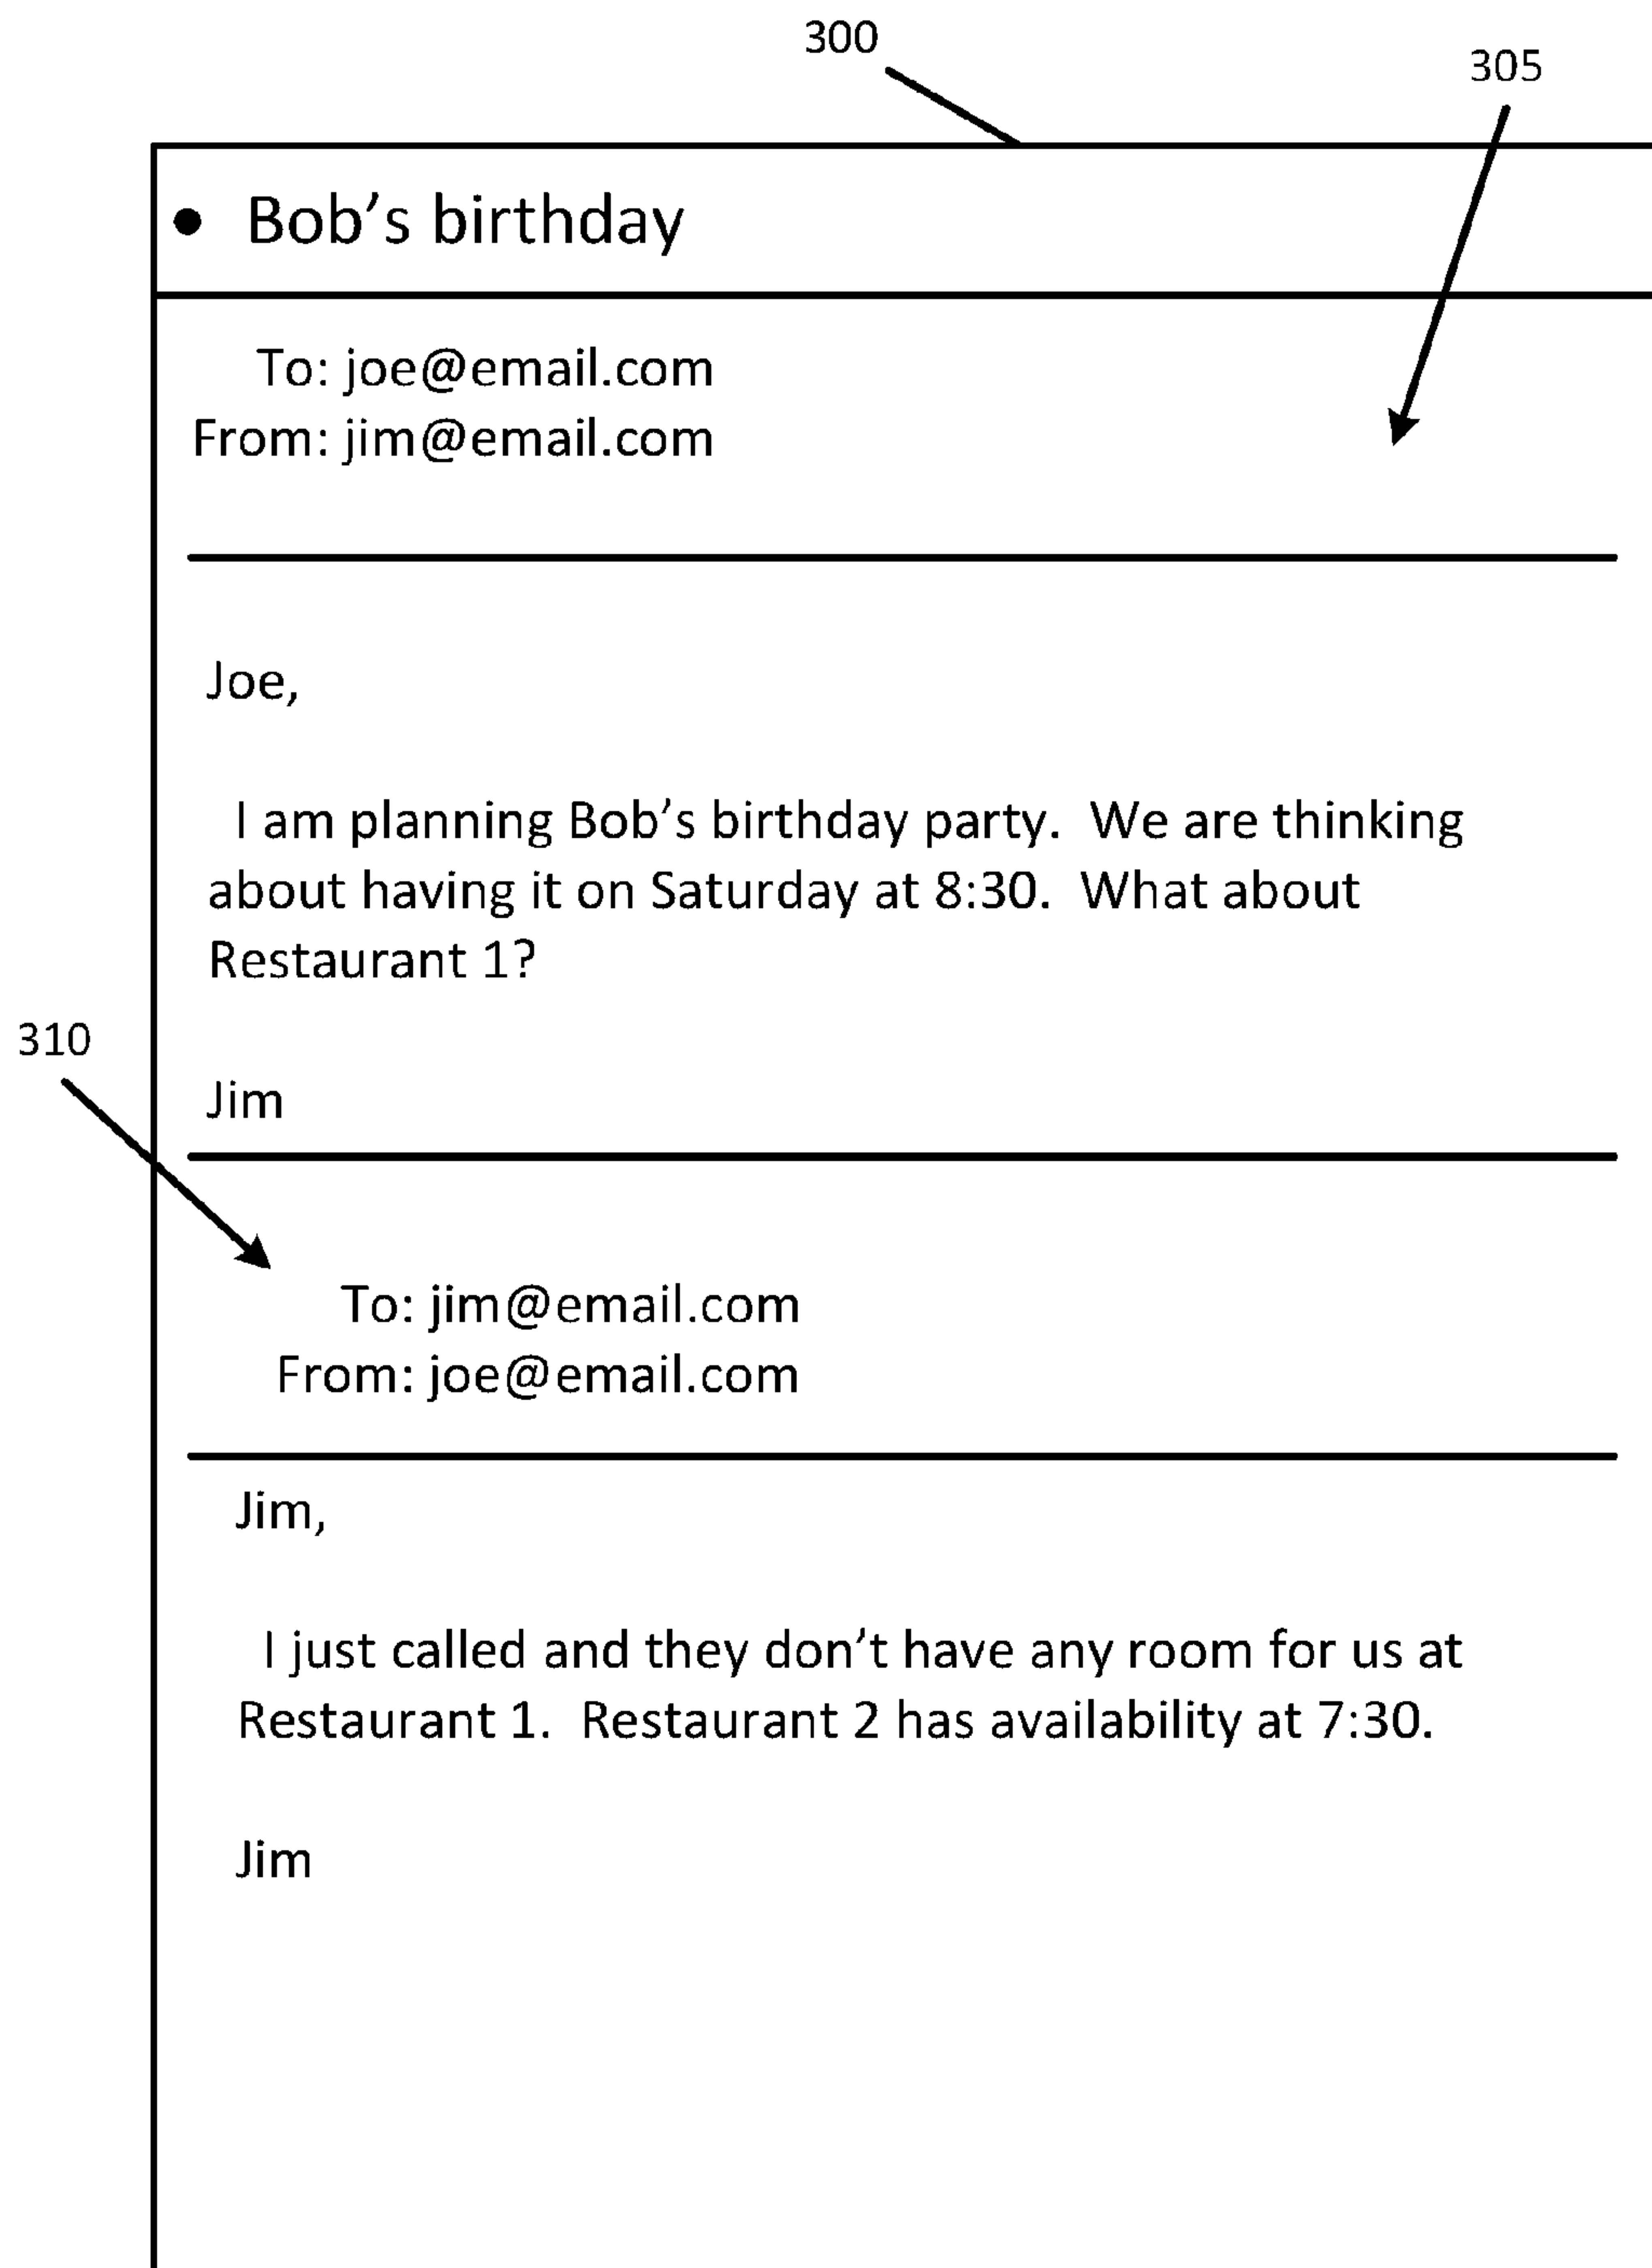 300
305
• Bob’s birthday
To: joe@email.com
From: jim@email.com
Joe,
I am planning Bob’s birthday party.  We are thinking
about having it on Saturday at 8:30.  What about
Restaurant 1?
310
Jim
To: jim@email.com
From: joe@email.com
Jim,
I just called and they don’t have any room for us at
Restaurant 1.  Restaurant 2 has availability at 7:30.
Jim